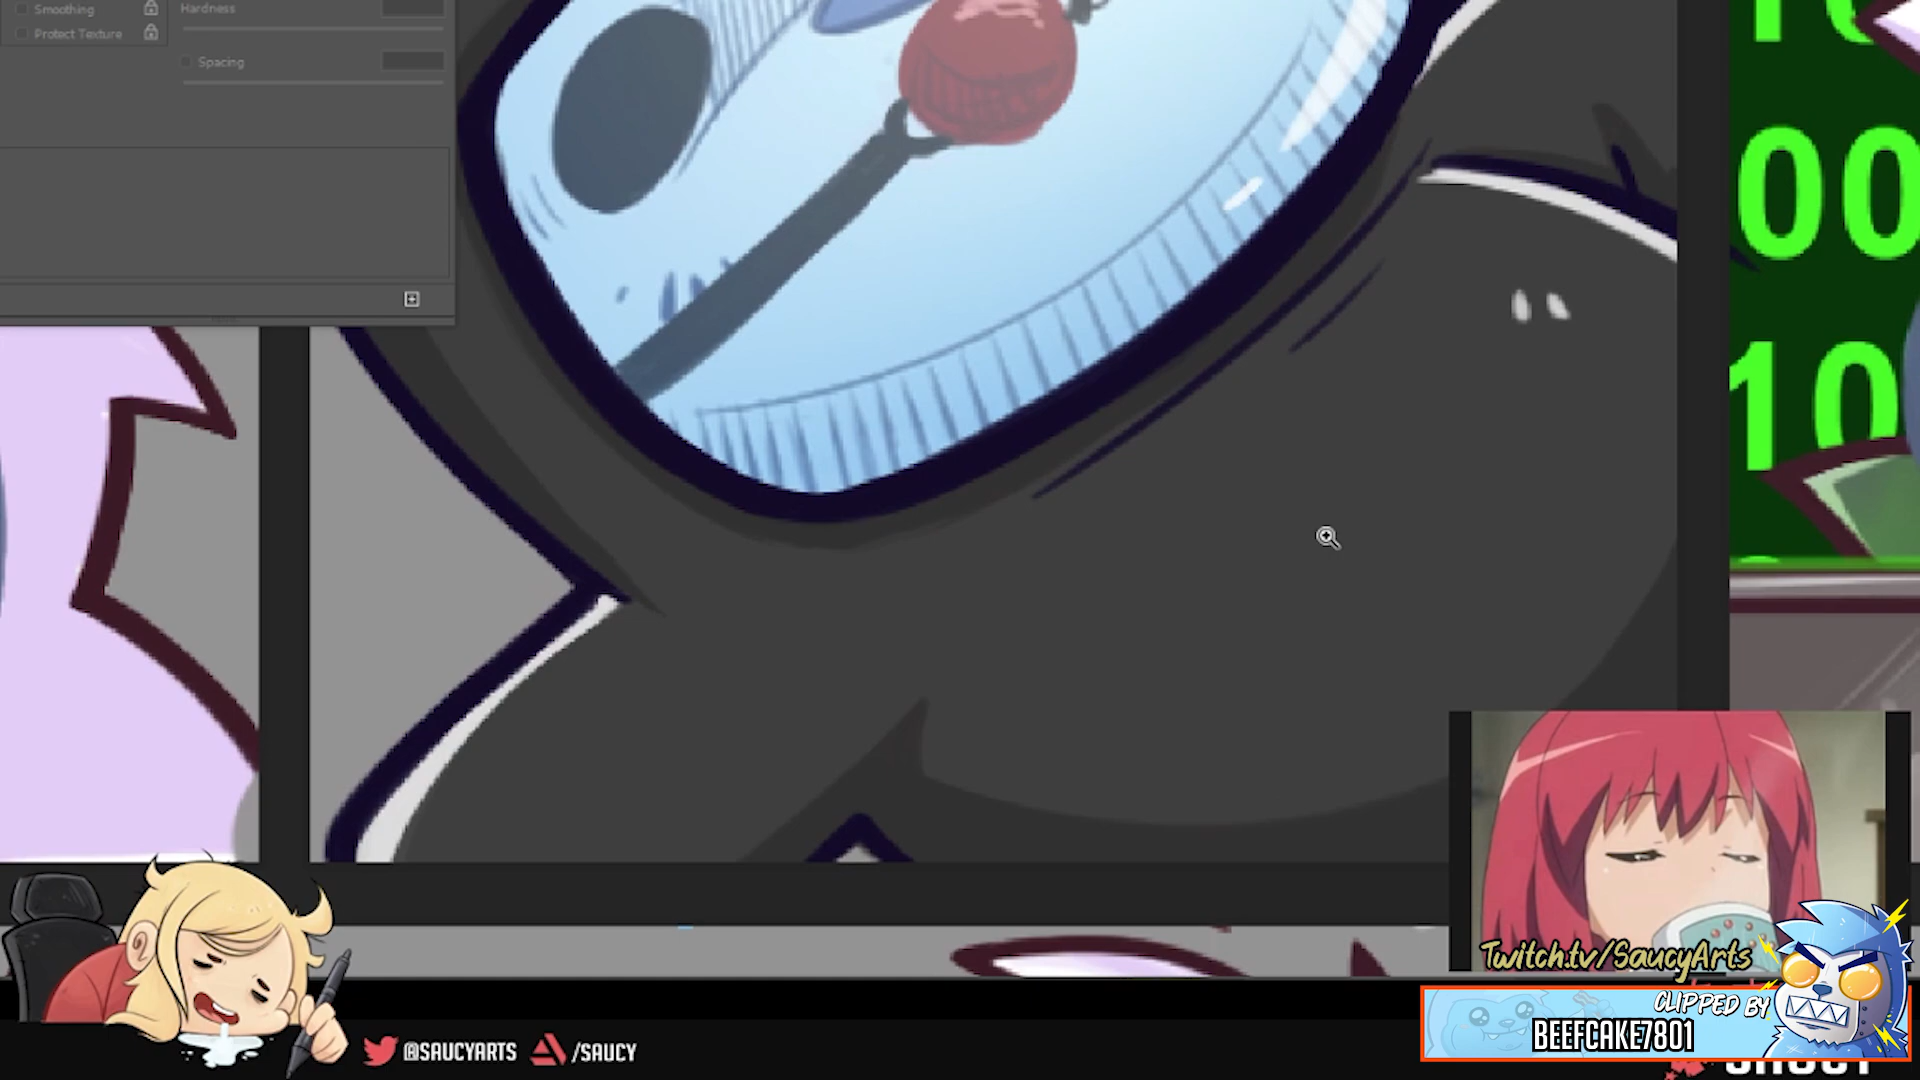 Smoothing
Hardness
Protect Texture
Spacing
00
10
Twitch.tv/SaucyArts
CLIPPED BY
BEEFCAKE7801
@SAUCYARTS
/SAUCY